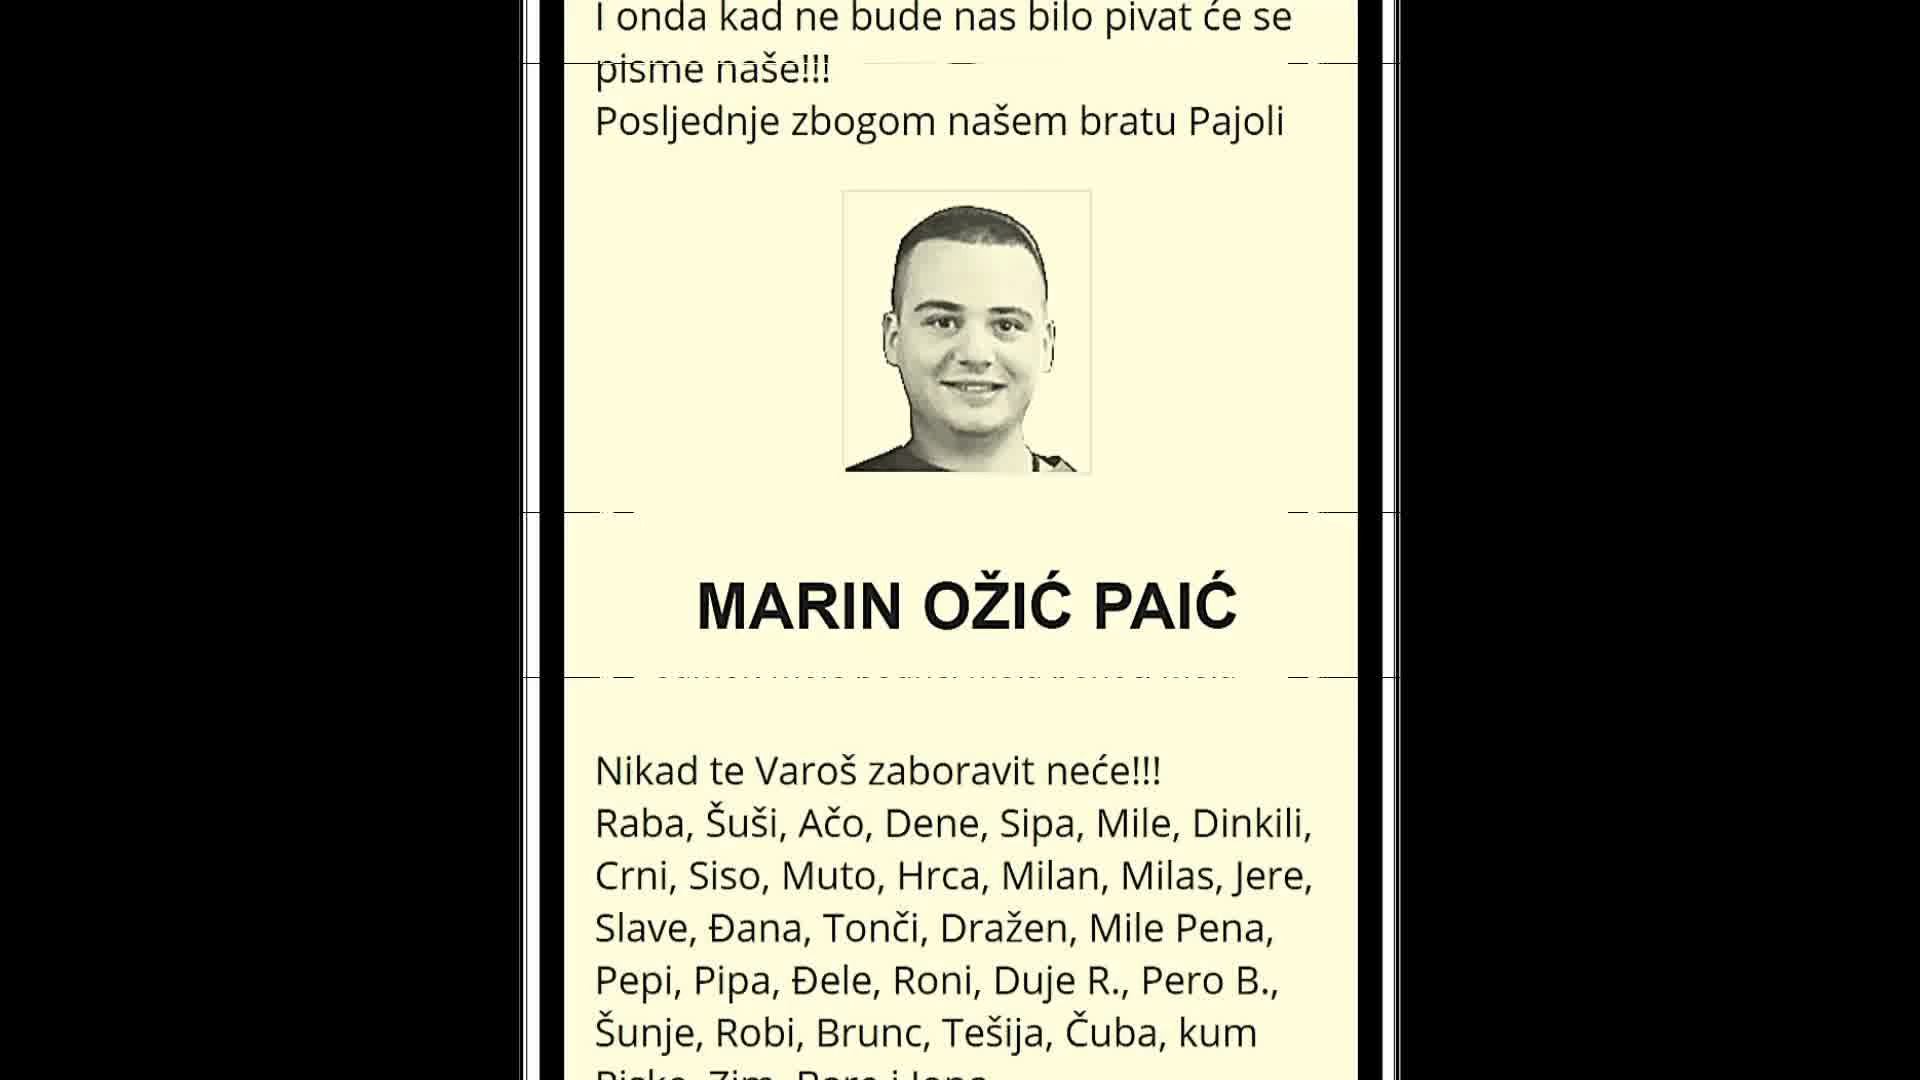 I onda kad ne bude nas bilo pivat će se
pisme naše!!!
Posljednje zbogom našem bratu Pajoli
MARIN OŽIĆ PAIĆ
Nikad te Varoš zaboravit neće!!!
Raba, Šuši, Ačo, Dene, Sipa, Mile, Dinkili,
Crni, Siso, Muto, Hrca, Milan, Milas, Jere,
Slave, Đana, Tonči, Dražen, Mile Pena,
Pepi, Pipa, Đele, Roni, Duje R., Pero B.,
Šunje, Robi, Brunc, Tešija, Čuba, kum